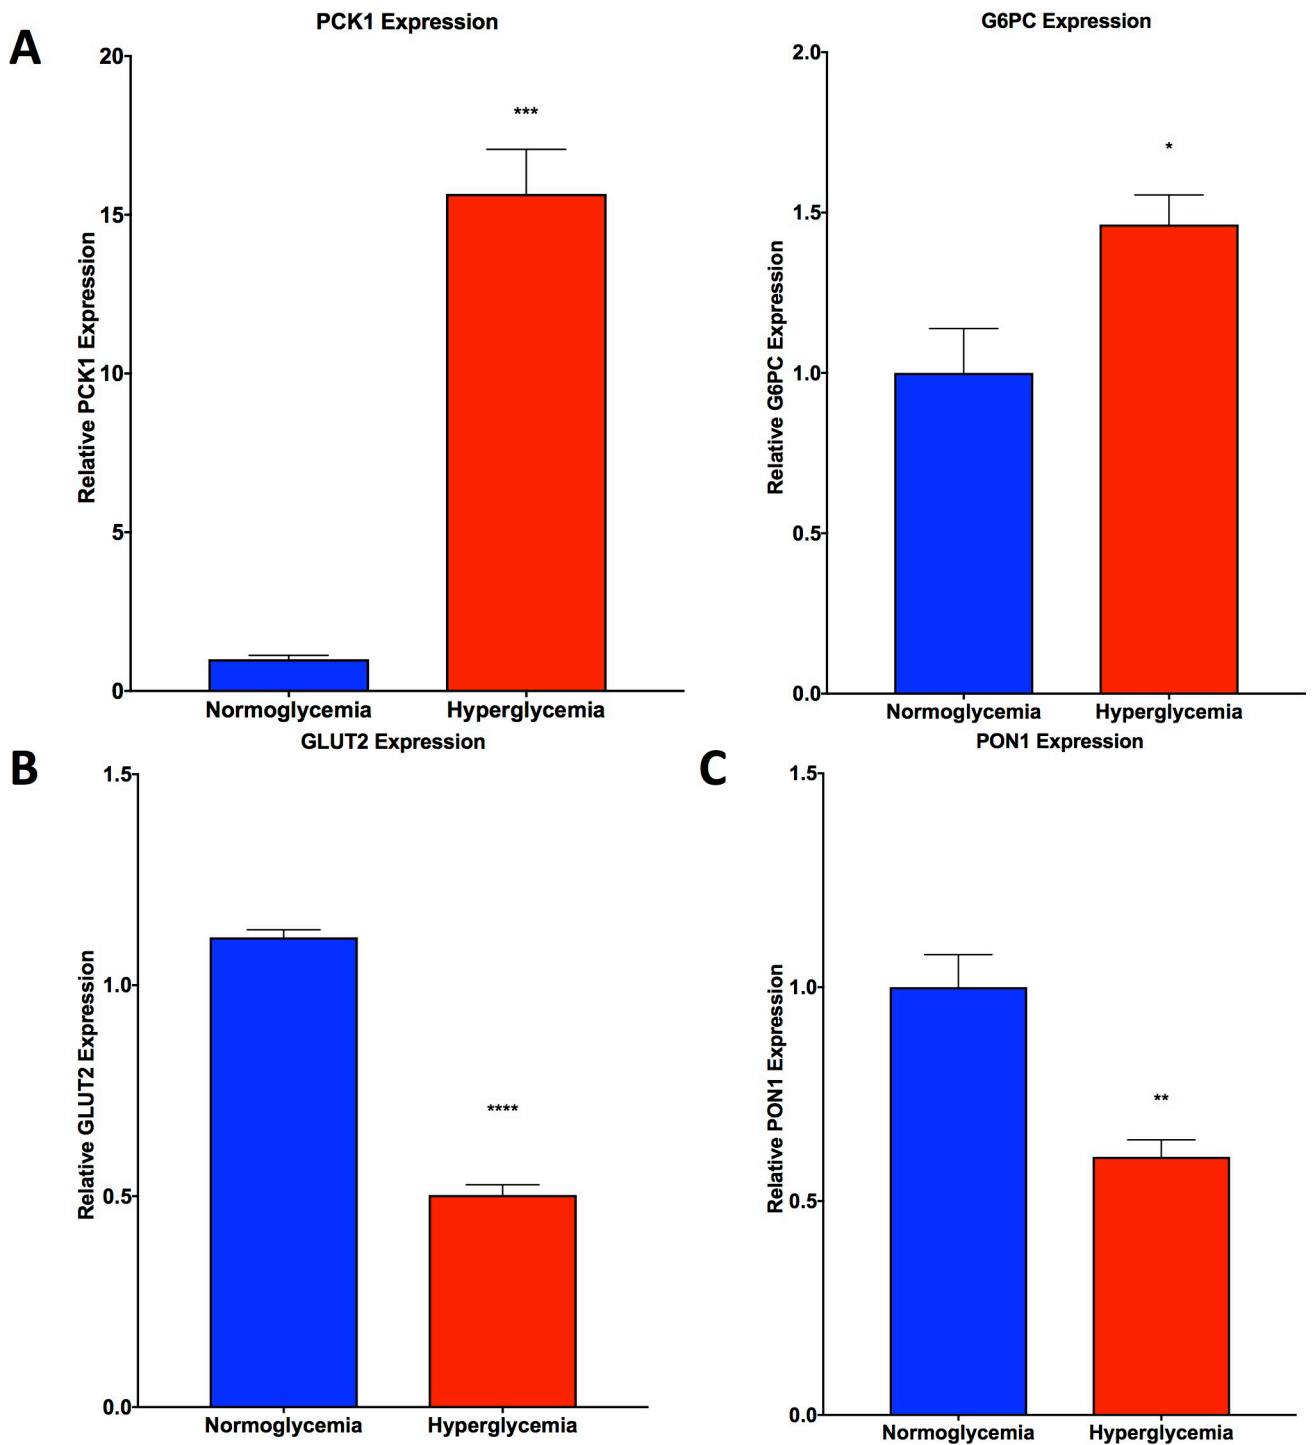 A
PCK1 Expression
Relative PCK1 Expression
20
15
10
5
0
***
Normoglycemia
Hyperglycemia
G6PC Expression
Relative G6PC Expression
2.0
1.5
1.0
0.5
0.0
*
Normoglycemia
Hyperglycemia
B
GLUT2 Expression
Relative GLUT2 Expression
1.5
1.0
0.5
0.0
****
Normoglycemia
Hyperglycemia
C
PON1 Expression
Relative PON1 Expression
1.5
1.0
0.5
0.0
**
Normoglycemia
Hyperglycemia